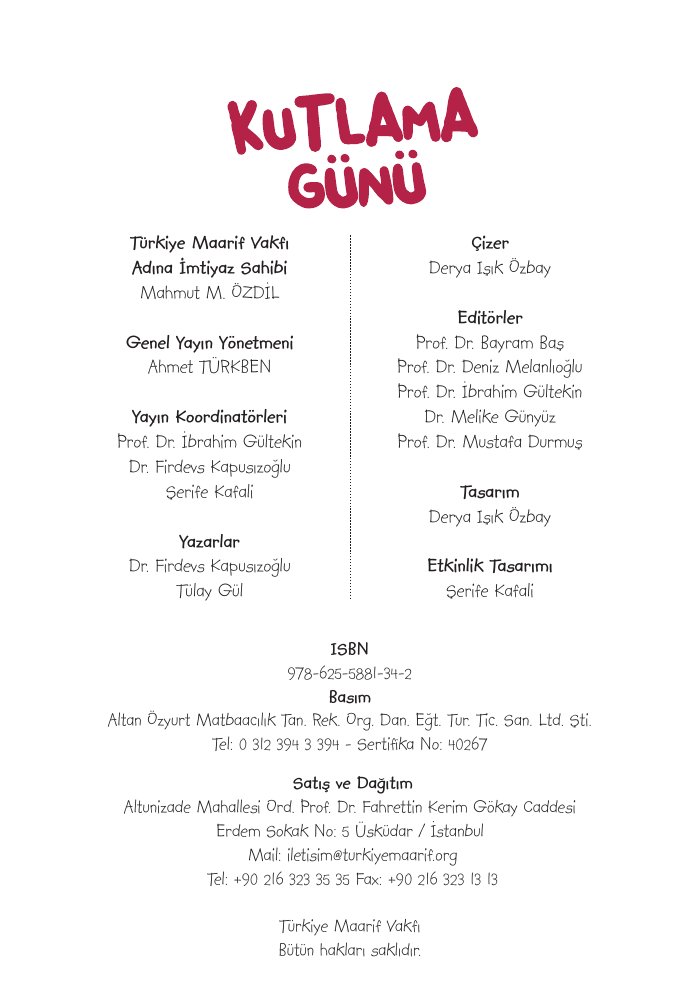 KUTLAMA
GÜNÜ
Türkiye Maarif Vakfı
Adına İmtiyaz Sahibi
Mahmut M. ÖZDİL
Genel Yayın Yönetmeni
Ahmet TÜRKBEN
Yayın Koordinatörleri
Prof. Dr. İbrahim Gültekin
Dr. Firdevs Kapusızoğlu
Şerife Kafali
Yazarlar
Dr. Firdevs Kapusızoğlu
Tülay Gül
Çizer
Derya Işık Özbay
Editörler
Prof. Dr. Bayram Baş
Prof. Dr. Deniz Melanlıoğlu
Prof. Dr. İbrahim Gültekin
Dr. Melike Günyüz
Prof. Dr. Mustafa Durmuş
Tasarım
Derya Işık Özbay
Etkinlik Tasarımı
Şerife Kafali
ISBN
978-625-5881-34-2
Basım
Altan Özyurt Matbaacılık Tan. Rek. Org. Dan. Eğt. Tur. Tic. San. Ltd. Şti.
Tel: 0 312 394 3 394 - Sertifika No: 40267
Satış ve Dağıtım
Altunizade Mahallesi Ord. Prof. Dr. Fahrettin Kerim Gökay Caddesi
Erdem Sokak No: 5 Üsküdar / İstanbul
Mail: iletisim@turkiyemaarif.org
Tel: +90 216 323 35 35 Fax: +90 216 323 13 13
Türkiye Maarif Vakfı
Bütün hakları saklıdır.